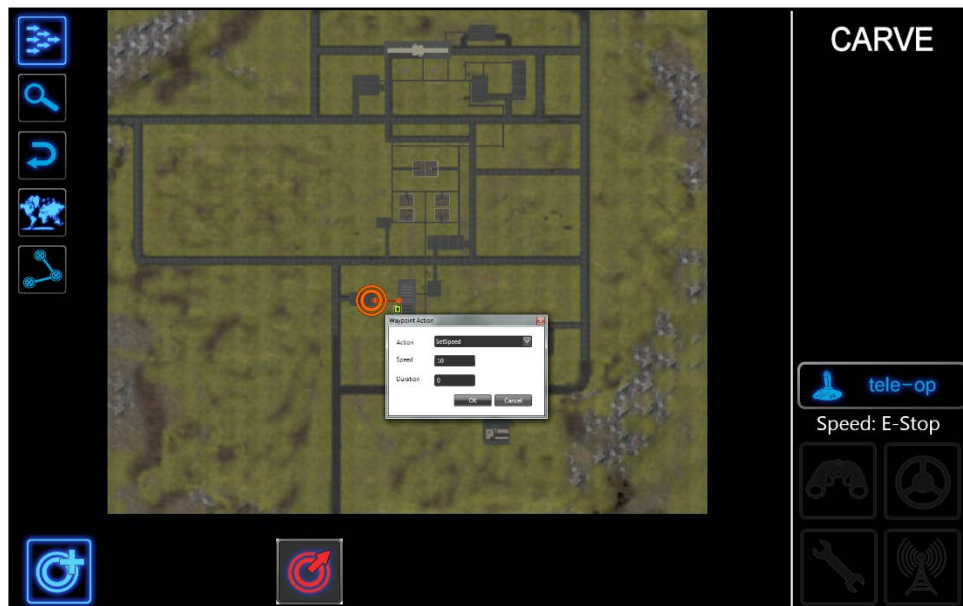 CARVE
Waypoint Action
Action SetSpeed
Speed 10
Duration 0
OK Cancel
tele-op
Speed: E-Stop